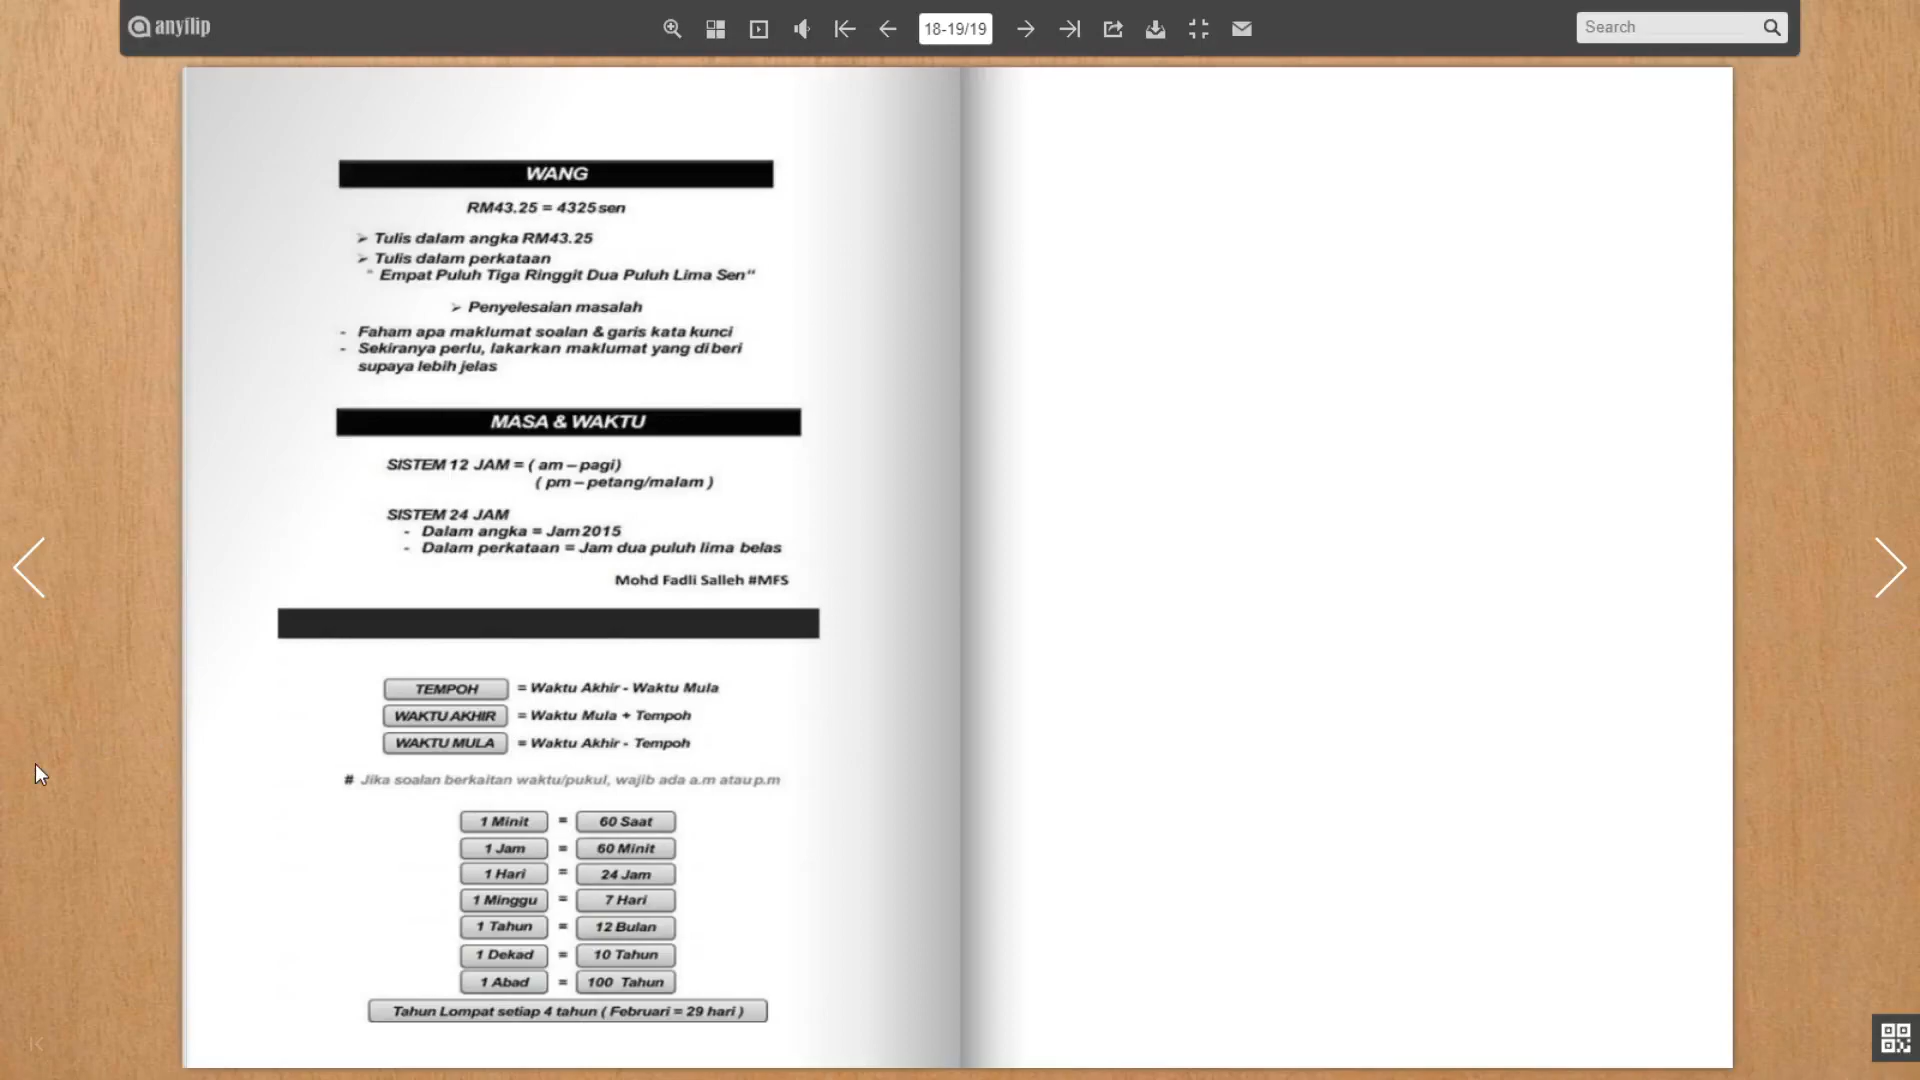 anyflip
18-19/19
Search
WANG
RM43.25 = 4325 sen
➢ Tulis dalam angka RM43.25
➢ Tulis dalam perkataan
" Empat Puluh Tiga Ringgit Dua Puluh Lima Sen"
➢ Penyelesaian masalah
- Faham apa maklumat soalan & garis kata kunci
- Sekiranya perlu, lakarkan maklumat yang di beri
supaya lebih jelas
MASA & WAKTU
SISTEM 12 JAM = ( am – pagi)
( pm – petang/malam )
SISTEM 24 JAM
- Dalam angka = Jam 2015
- Dalam perkataan = Jam dua puluh lima belas
Mohd Fadli Salleh #MFS
TEMPOH = Waktu Akhir - Waktu Mula
WAKTU AKHIR = Waktu Mula + Tempoh
WAKTU MULA = Waktu Akhir - Tempoh
# Jika soalan berkaitan waktu/pukul, wajib ada a.m atau p.m
1 Minit = 60 Saat
1 Jam = 60 Minit
1 Hari = 24 Jam
1 Minggu = 7 Hari
1 Tahun = 12 Bulan
1 Dekad = 10 Tahun
1 Abad = 100 Tahun
Tahun Lompat setiap 4 tahun ( Februari = 29 hari )